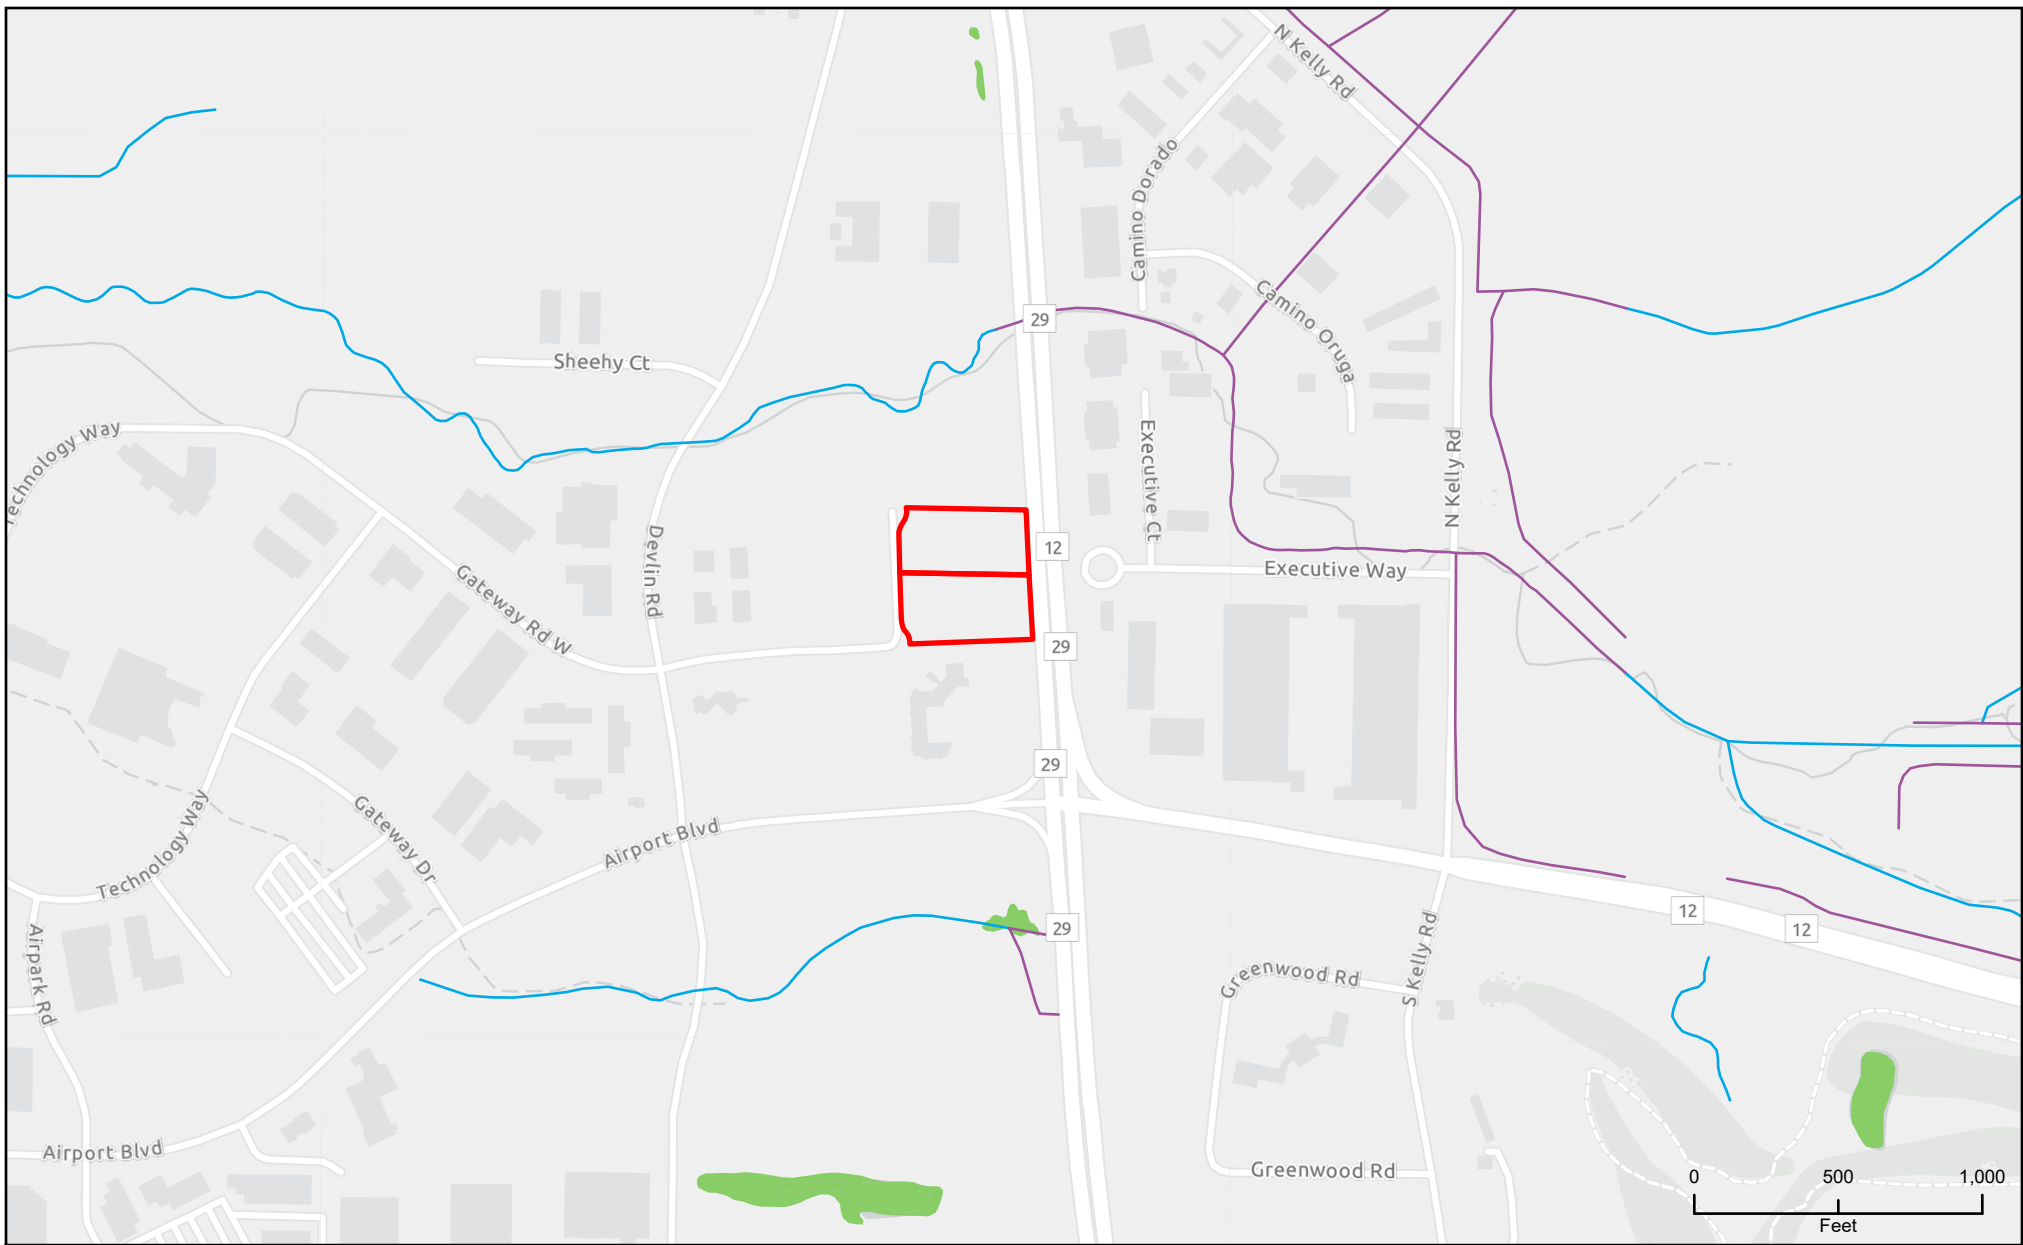 N Kelly Rd
Camino Dorado
Camino Oruga
29
Sheehy Ct
Technology Way
Executive Ct
N Kelly Rd
Devlin Rd
12
Executive Way
Gateway Rd W
29
29
Gateway Dr
Airport Blvd
Technology Way
12
12
29
Airpark Rd
S Kelly Rd
Greenwood Rd
Airport Blvd
Greenwood Rd
0 500 1,000
Feet